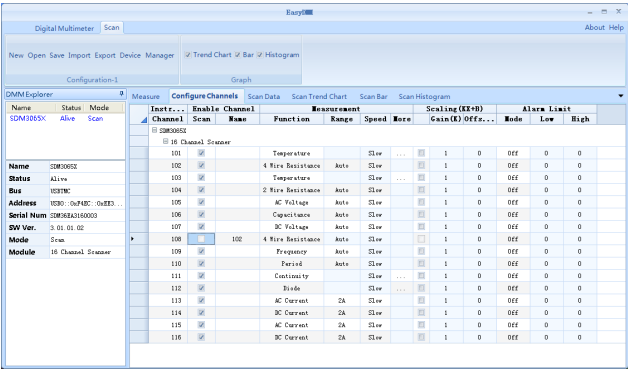 EasyDMM
Digital Multimeter Scan About Help
New Open Save Import Export Device Manager Trend Chart Bar Histogram
Configuration-1 Graph
DMM Explorer
Name Status Mode
SDM3065X Alive Scan
Name SDM3065X
Status Alive
Bus USBTMC
Address USB0::0xF4EC::0xEE3...
Serial Num SDM36EA3160003
SW Ver. 3.01.01.02
Mode Scan
Module 16 Channel Scanner
Measure Configure Channels Scan Data Scan Trend Chart Scan Bar Scan Histogram
Instr... Enable Channel Measurement Scaling(KX+B) Alarm Limit
Channel Scan Name Function Range Speed More Gain(K) Offs... Mode Low High
SDM3065X
16 Channel Scanner
101 Temperature Slow ... 1 0 Off 0 0
102 4 Wire Resistance Auto Slow 1 0 Off 0 0
103 Temperature Slow ... 1 0 Off 0 0
104 2 Wire Resistance Auto Slow 1 0 Off 0 0
105 AC Voltage Auto Slow 1 0 Off 0 0
106 Capacitance Auto Slow 1 0 Off 0 0
107 DC Voltage Auto Slow 1 0 Off 0 0
108 102 4 Wire Resistance Auto Slow 1 0 Off 0 0
109 Frequency Auto Slow 1 0 Off 0 0
110 Period Auto Slow 1 0 Off 0 0
111 Continuity Slow ... 1 0 Off 0 0
112 Diode Slow ... 1 0 Off 0 0
113 AC Current 2A Slow 1 0 Off 0 0
114 DC Current 2A Slow 1 0 Off 0 0
115 AC Current 2A Slow 1 0 Off 0 0
116 DC Current 2A Slow 1 0 Off 0 0